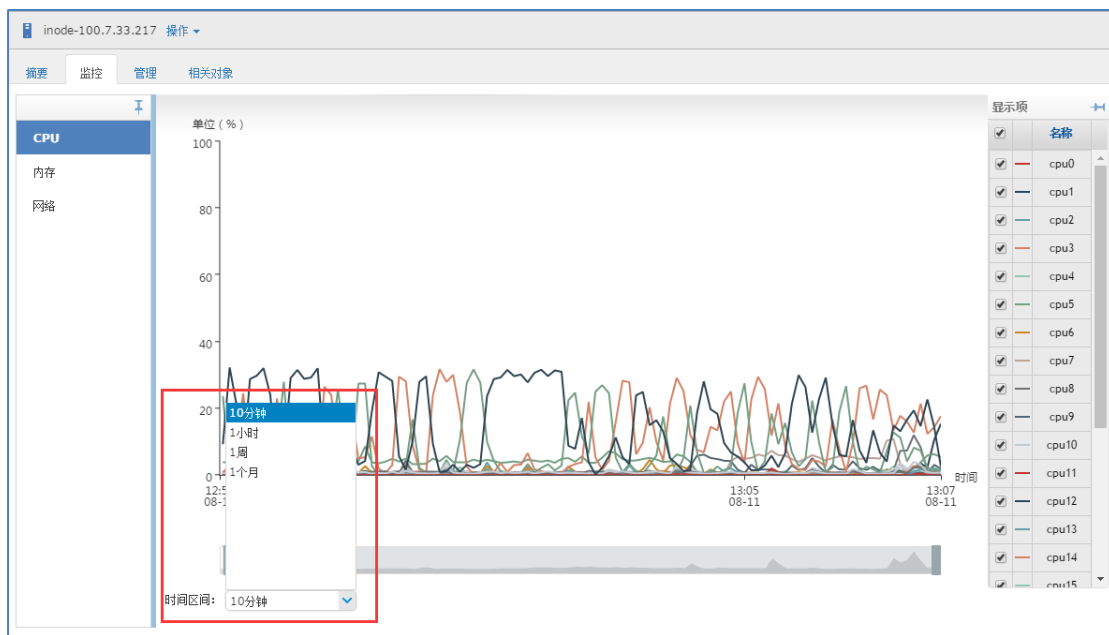 inode-100.7.33.217 操作
摘要 监控 管理 相关对象
CPU
内存
网络
单位(%)
100
80
60
40
20
0
10分钟
1小时
1周
1个月
08-1
13:05
08-11
13:07
08-11
时间
时间区间: 10分钟
显示项
名称
cpu0
cpu1
cpu2
cpu3
cpu4
cpu5
cpu6
cpu7
cpu8
cpu9
cpu10
cpu11
cpu12
cpu13
cpu14
cpu15